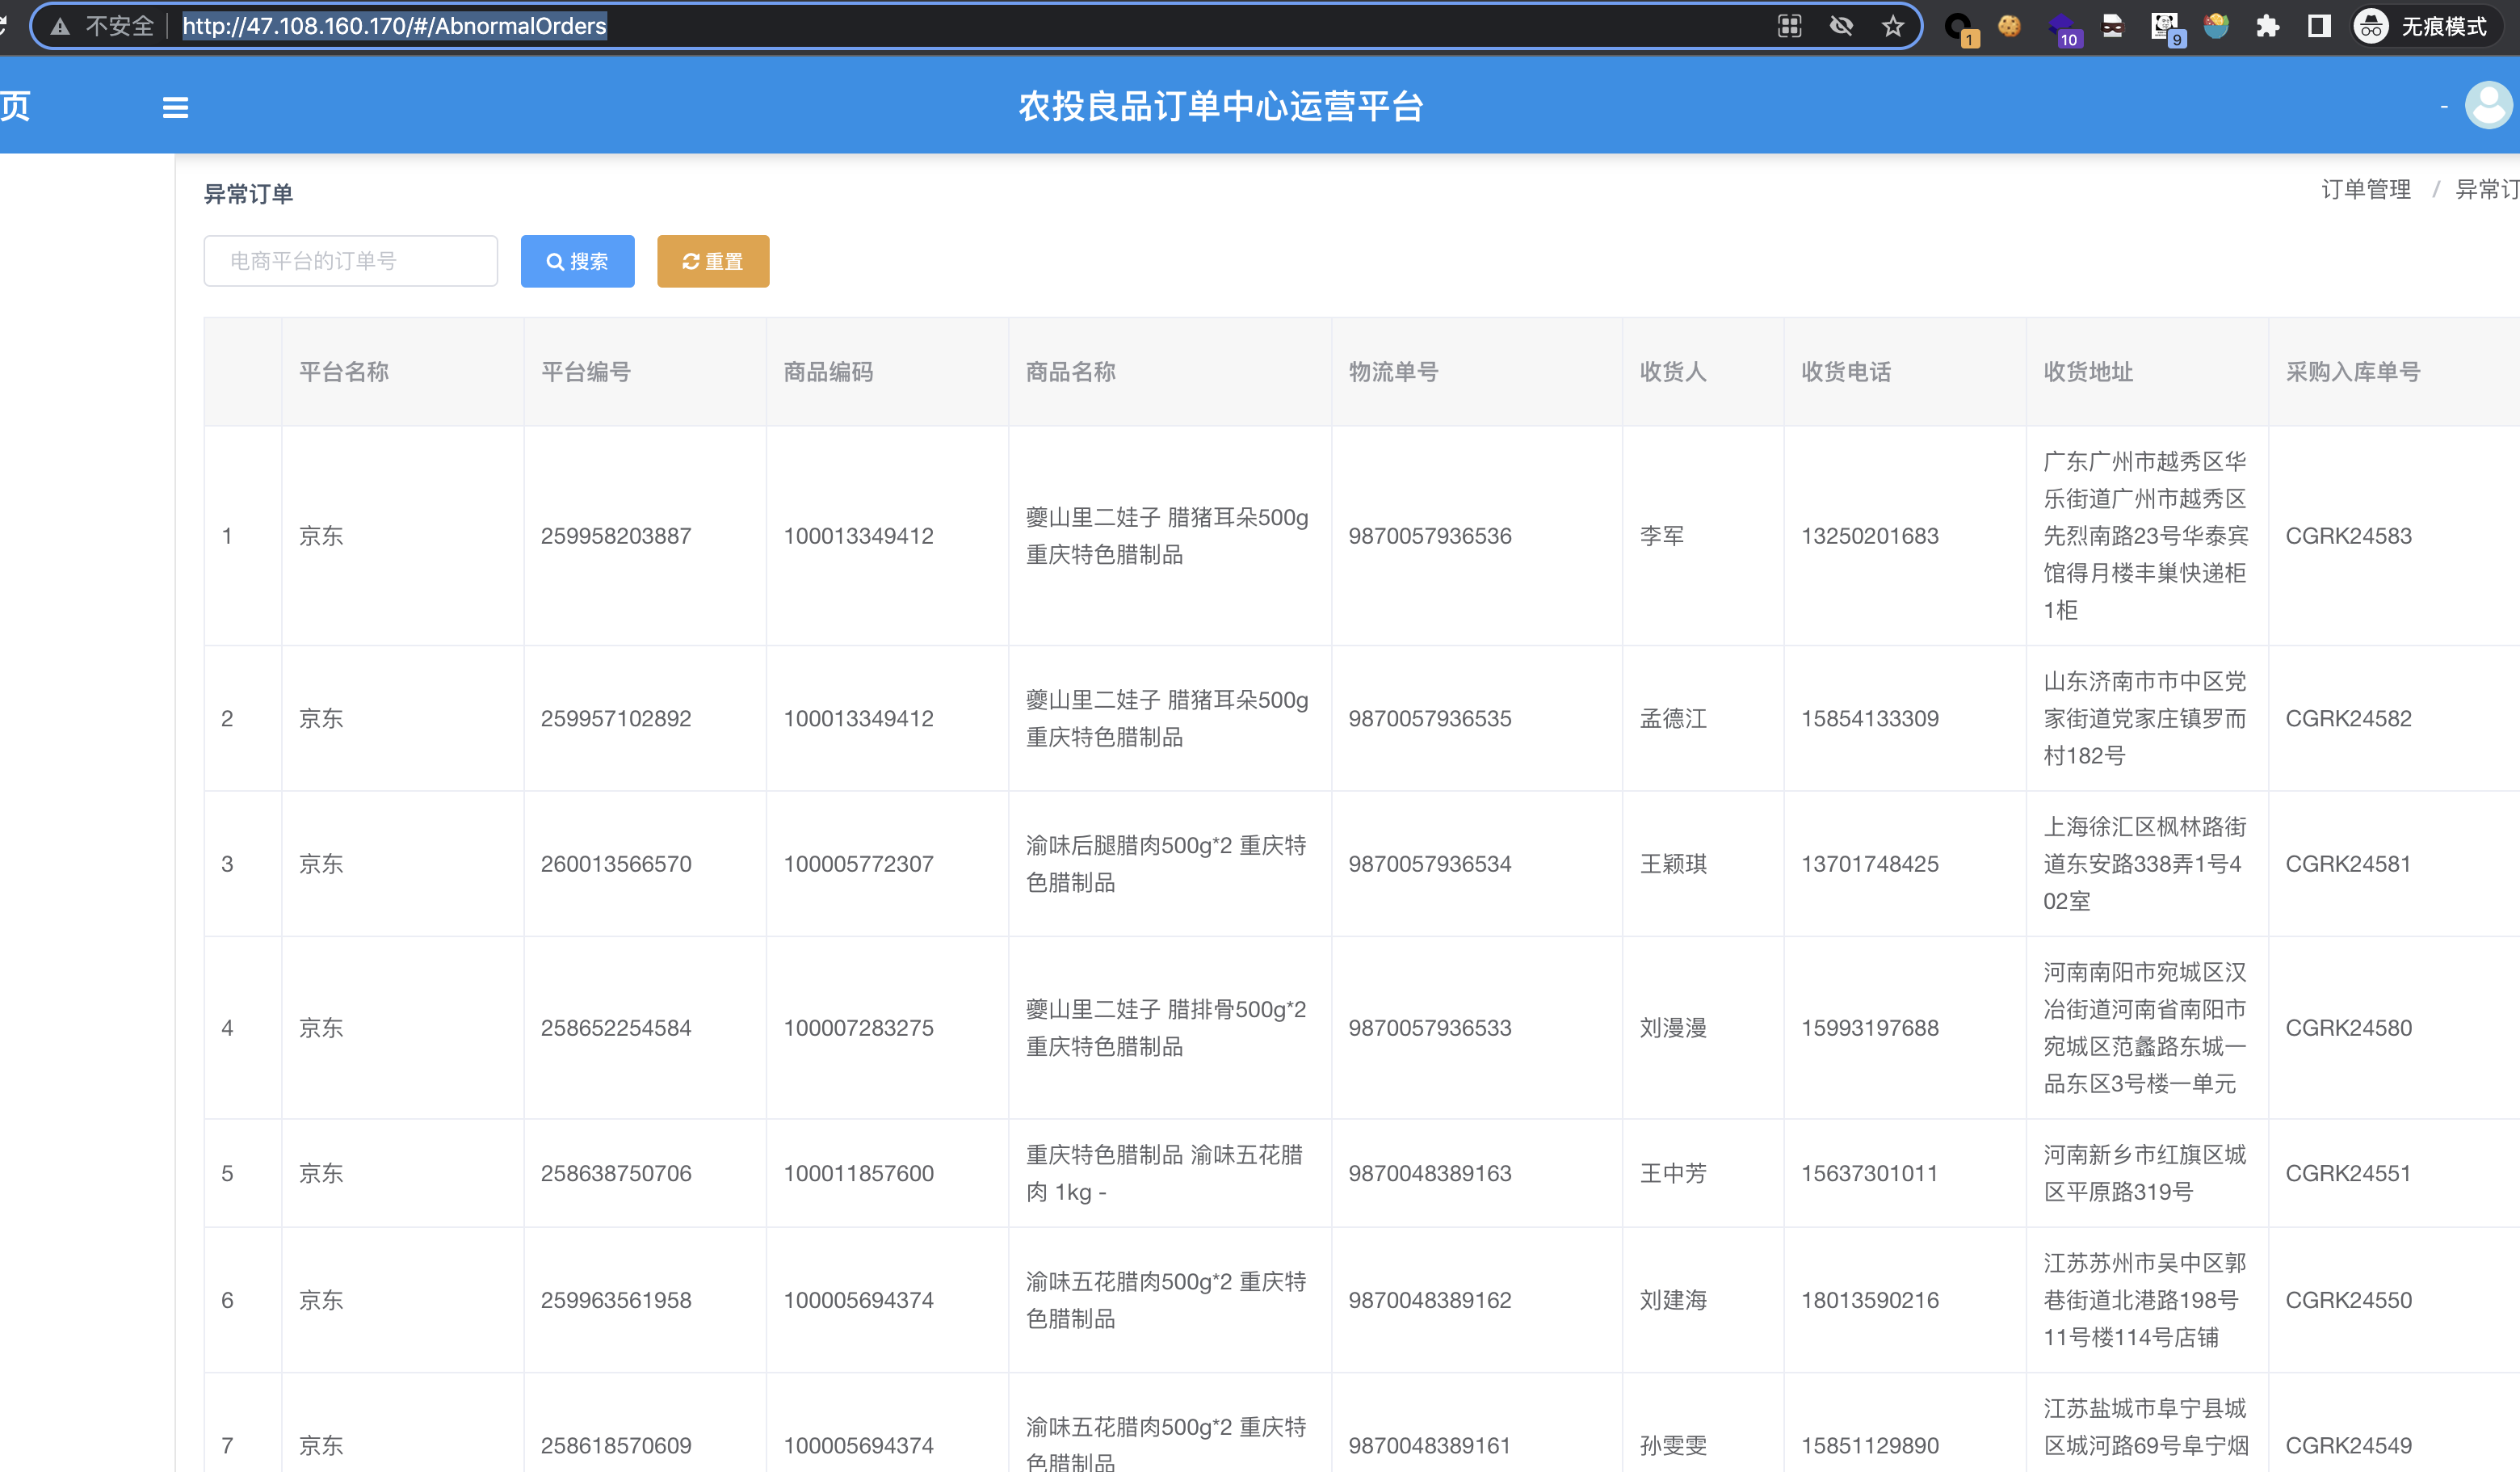 不安全 http://47.108.160.170/#/AbnormalOrders 1 10 9 无痕模式
页 农投良品订单中心运营平台 -
异常订单 订单管理 / 异常订
电商平台的订单号 搜索 重置
平台名称 平台编号 商品编码 商品名称 物流单号 收货人 收货电话 收货地址 采购入库单号
1 京东 259958203887 100013349412 夔山里二娃子 腊猪耳朵500g 重庆特色腊制品 9870057936536 李军 13250201683 广东广州市越秀区华乐街道广州市越秀区先烈南路23号华泰宾馆得月楼丰巢快递柜1柜 CGRK24583
2 京东 259957102892 100013349412 夔山里二娃子 腊猪耳朵500g 重庆特色腊制品 9870057936535 孟德江 15854133309 山东济南市市中区党家街道党家庄镇罗而村182号 CGRK24582
3 京东 260013566570 100005772307 渝味后腿腊肉500g*2 重庆特色腊制品 9870057936534 王颖琪 13701748425 上海徐汇区枫林路街道东安路338弄1号402室 CGRK24581
4 京东 258652254584 100007283275 夔山里二娃子 腊排骨500g*2 重庆特色腊制品 9870057936533 刘漫漫 15993197688 河南南阳市宛城区汉冶街道河南省南阳市宛城区范蠡路东城一品东区3号楼一单元 CGRK24580
5 京东 258638750706 100011857600 重庆特色腊制品 渝味五花腊肉 1kg - 9870048389163 王中芳 15637301011 河南新乡市红旗区城区平原路319号 CGRK24551
6 京东 259963561958 100005694374 渝味五花腊肉500g*2 重庆特色腊制品 9870048389162 刘建海 18013590216 江苏苏州市吴中区郭巷街道北港路198号11号楼114号店铺 CGRK24550
7 京东 258618570609 100005694374 渝味五花腊肉500g*2 重庆特色腊制品 9870048389161 孙雯雯 15851129890 江苏盐城市阜宁县城区城河路69号阜宁烟 CGRK24549